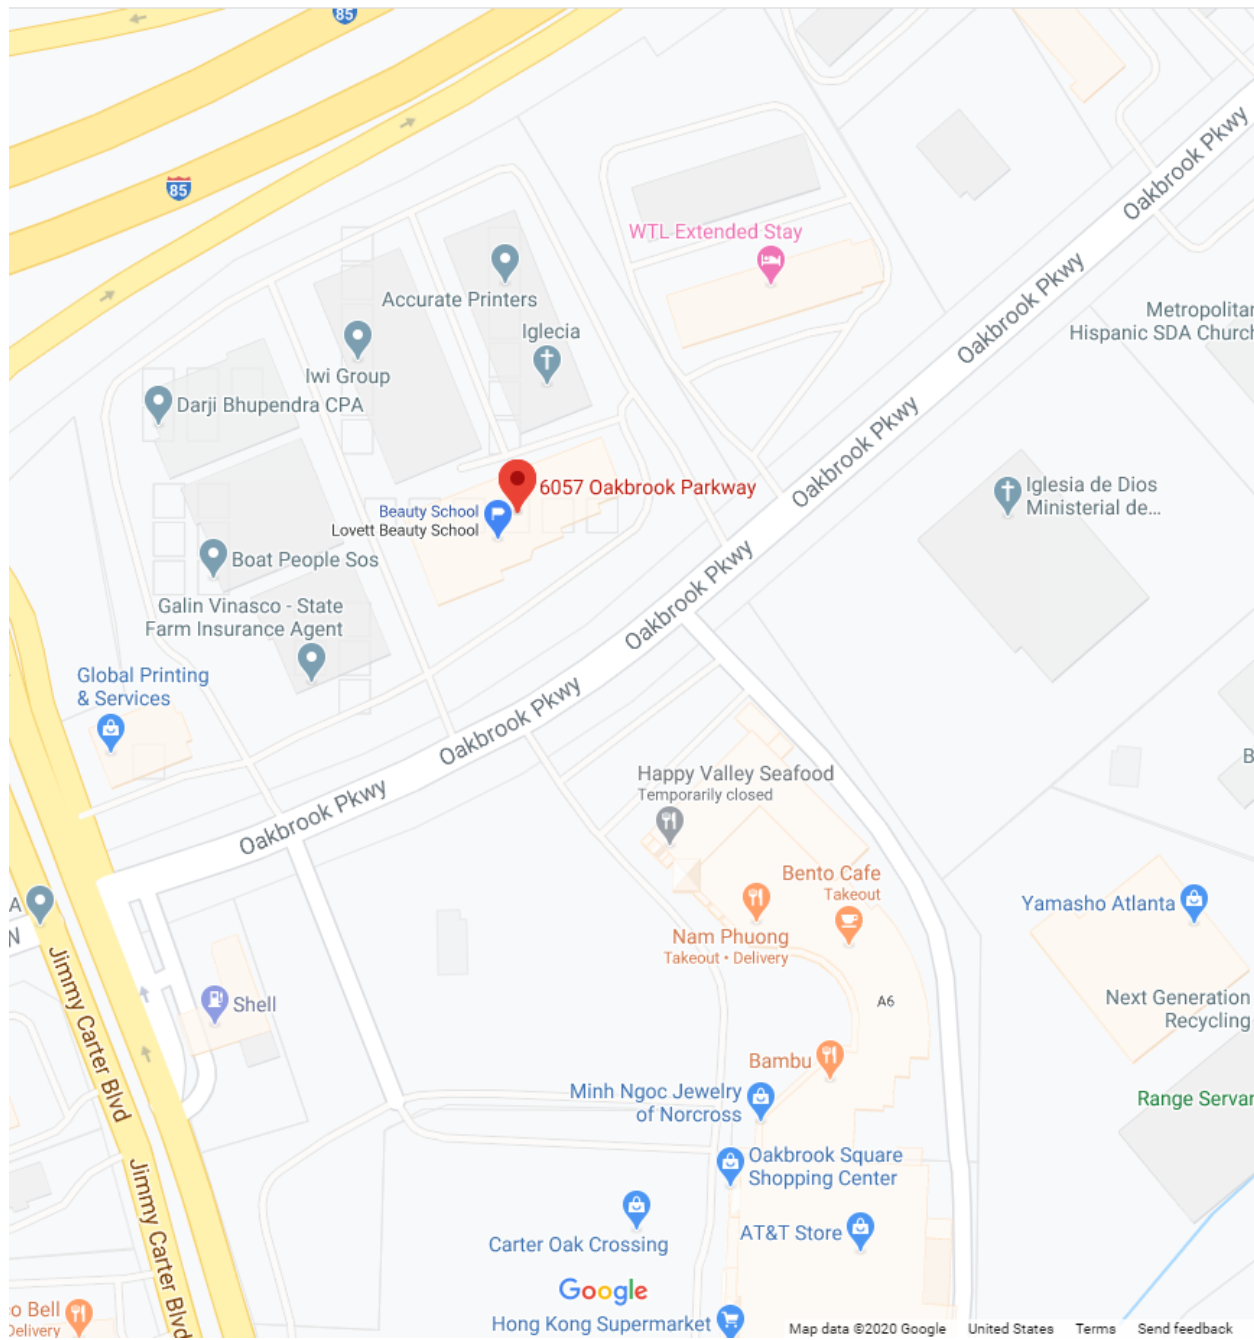 85
85
Oakbrook Pkwy
WTL Extended Stay
Oakbrook Pkwy
Accurate Printers
Iglecia
Metropolitan
Hispanic SDA Church
Oakbrook Pkwy
Iwi Group
Darji Bhupendra CPA
Oakbrook Pkwy
6057 Oakbrook Parkway
Iglesia de Dios
Ministerial de...
Beauty School
Lovett Beauty School
Boat People Sos
Oakbrook Pkwy
Galin Vinasco - State
Farm Insurance Agent
Global Printing
& Services
Oakbrook Pkwy
B
Happy Valley Seafood
Temporarily closed
Oakbrook Pkwy
Bento Cafe
Takeout
A
N
Yamasho Atlanta
Nam Phuong
Takeout • Delivery
Jimmy Carter Blvd
Shell
A6
Next Generation
Recycling
Bambu
Minh Ngoc Jewelry
of Norcross
Range Servan
Oakbrook Square
Shopping Center
Jimmy Carter Blvd
AT&T Store
Carter Oak Crossing
Google
co Bell
Delivery
Hong Kong Supermarket
Map data ©2020 Google United States Terms Send feedback